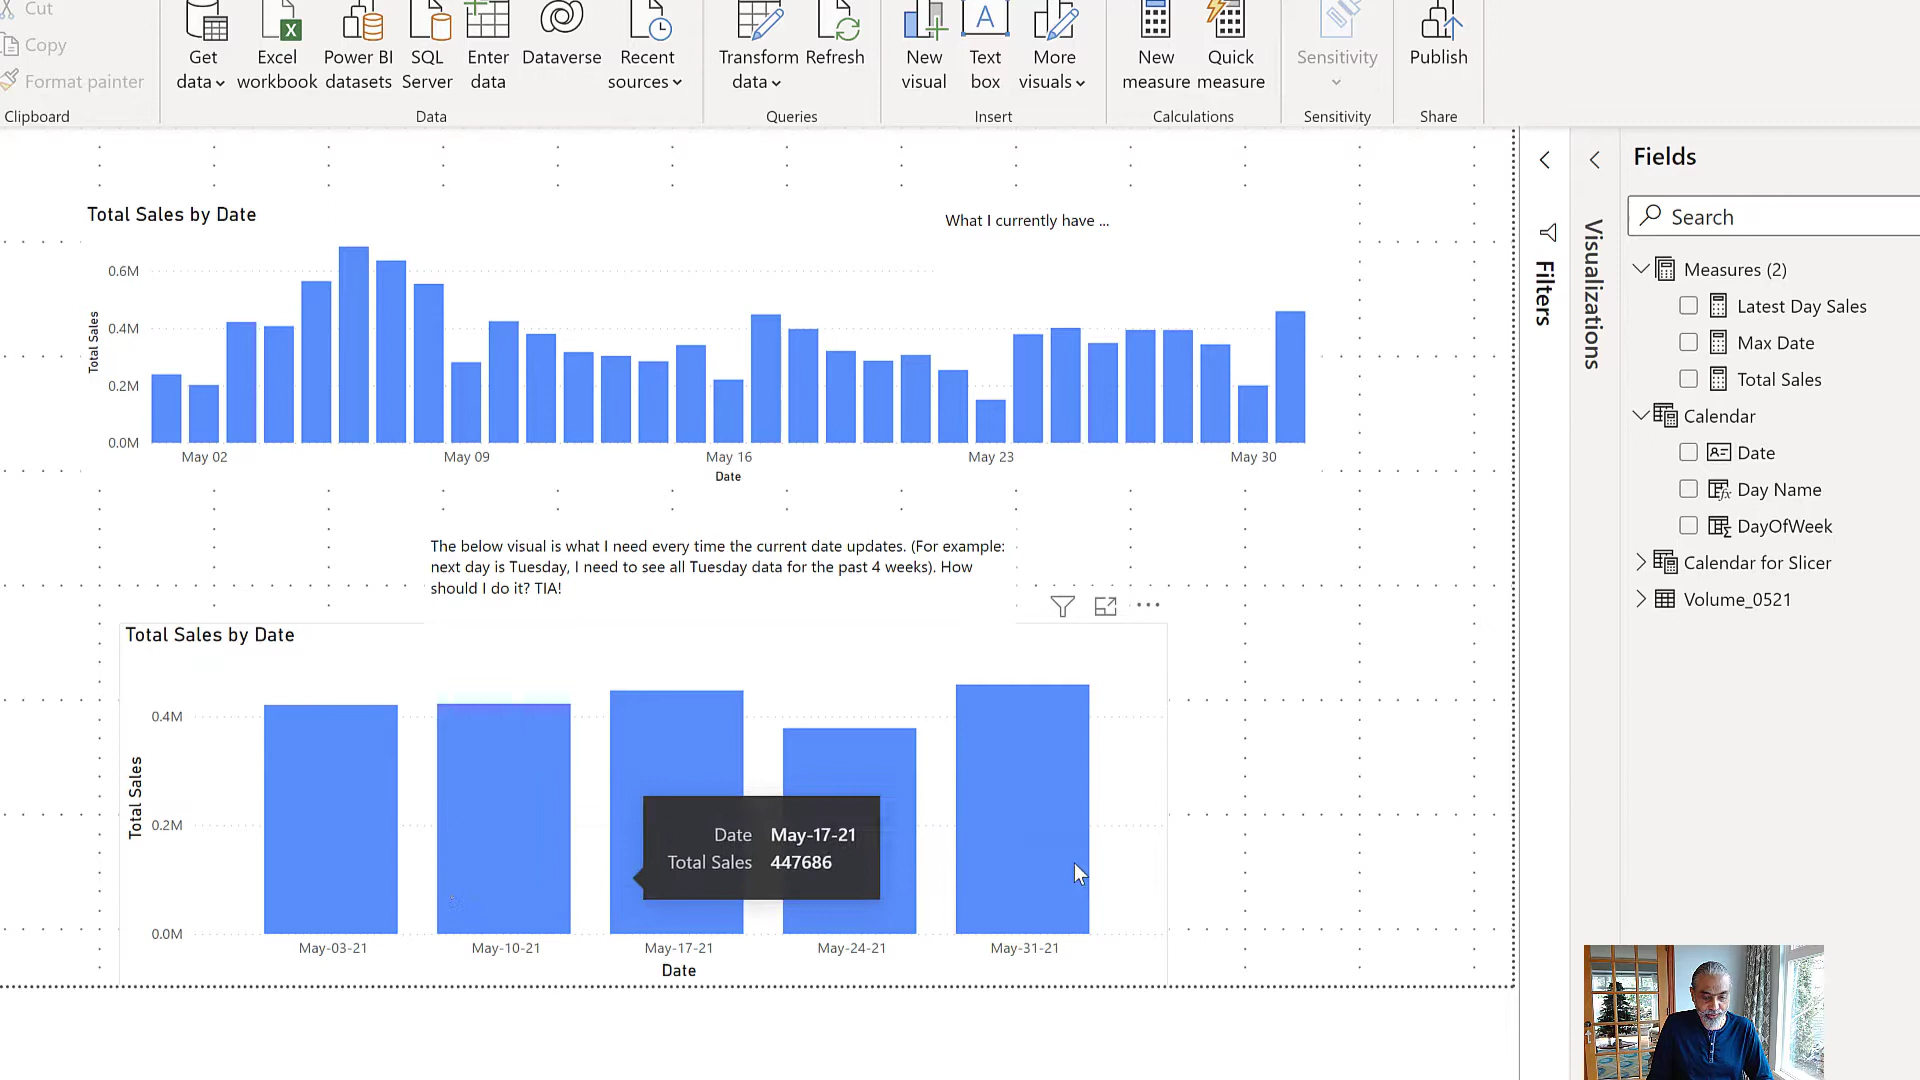 Cut
Copy
Format painter
Clipboard
Get data
Excel workbook
Power BI datasets
SQL Server
Enter data
Dataverse
Recent sources
Data
Transform data
Refresh
Queries
New visual
A
Text box
More visuals
Insert
New measure
Quick measure
Calculations
Sensitivity
Sensitivity
Publish
Share
Total Sales by Date
What I currently have ...
Total Sales
0.6M
0.4M
0.2M
0.0M
May 02
May 09
May 16
May 23
May 30
Date
The below visual is what I need every time the current date updates. (For example:
next day is Tuesday, I need to see all Tuesday data for the past 4 weeks). How
should I do it? TIA!
Total Sales by Date
Total Sales
0.4M
0.2M
0.0M
Date May-17-21
Total Sales 447686
May-03-21
May-10-21
May-17-21
May-24-21
May-31-21
Date
Filters
Visualizations
Fields
Search
Measures (2)
Latest Day Sales
Max Date
Total Sales
Calendar
Date
Day Name
DayOfWeek
Calendar for Slicer
Volume_0521